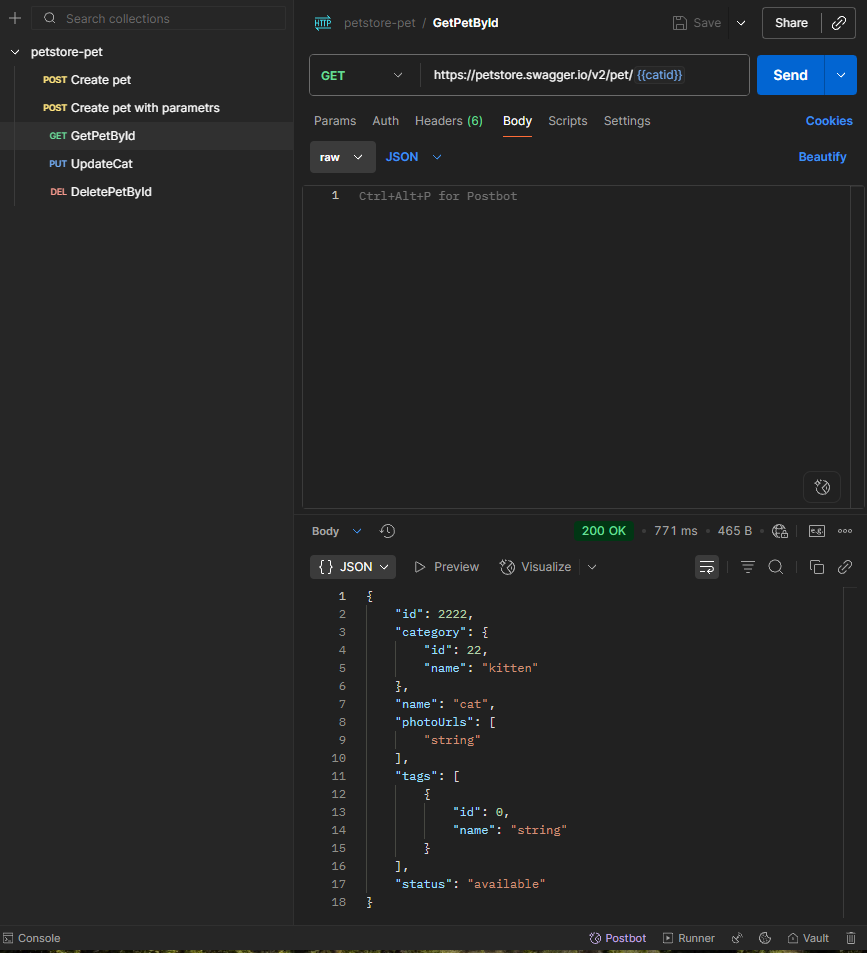 Search collections
petstore-pet
POST Create pet
POST Create pet with parametrs
GET GetPetById
PUT UpdateCat
DEL DeletePetById
HTTP petstore-pet / GetPetById Save Share
GET https://petstore.swagger.io/v2/pet/ {{catid}} Send
Params Auth Headers (6) Body Scripts Settings Cookies
raw JSON Beautify
1 Ctrl+Alt+P for Postbot
Body 200 OK • 771 ms • 465 B • e.g.
{} JSON Preview Visualize
1 {
2 "id": 2222,
3 "category": {
4 "id": 22,
5 "name": "kitten"
6 },
7 "name": "cat",
8 "photoUrls": [
9 "string"
10 ],
11 "tags": [
12 {
13 "id": 0,
14 "name": "string"
15 }
16 ],
17 "status": "available"
18 }
Console Postbot Runner Vault